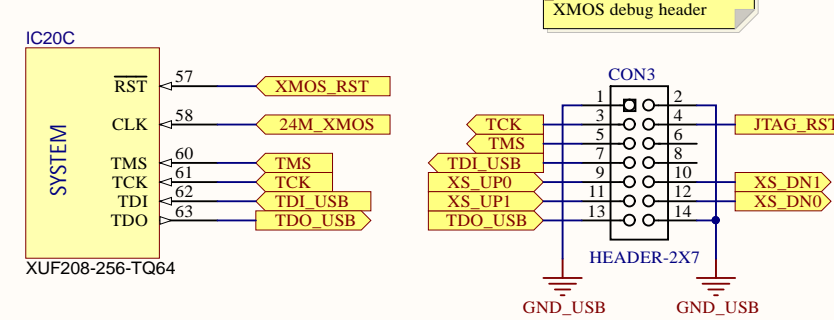 XMOS debug header
IC20C
RST 57 XMOS_RST
CLK 58 24M_XMOS
TMS 60 TMS
TCK 61 TCK
TDI 62 TDI_USB
TDO 63 TDO_USB
SYSTEM
XUF208-256-TQ64
CON3
1 2
TCK 3 4 JTAG_RST
TMS 5 6
TDI_USB 7 8
XS_UP0 9 10 XS_DN1
XS_UP1 11 12 XS_DN0
TDO_USB 13 14
HEADER-2X7
GND_USB GND_USB